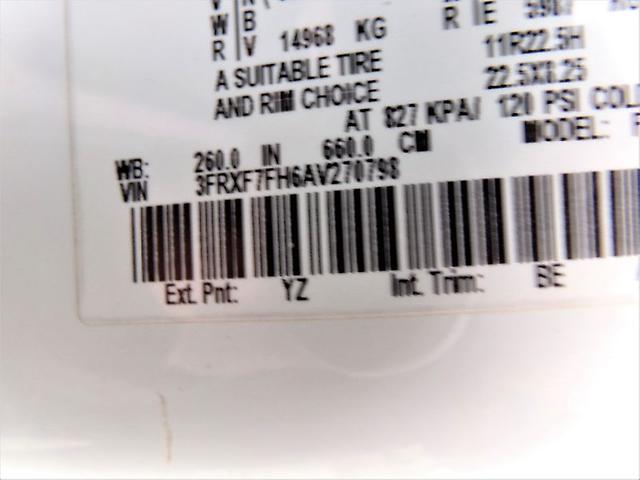 W B R E
R V 14968 KG 11R22.5H
A SUITABLE TIRE 22.5X8.25
AND RIM CHOICE
AT 827 KPA/ 120 PSI COLD
WB: 260.0 IN 660.0 CM MODEL: F
VIN 3FRXF7FH6AV270798
Ext. Pnt: YZ Int. Trim: BE